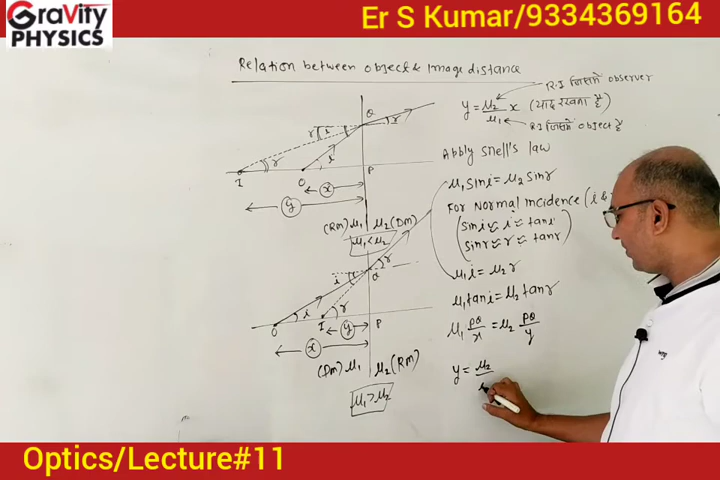 GraVity
PHYSICS
Er S Kumar/9334369164
Relation between object & Image distance
y = μ₂/μ₁ x (याद रखना है)
R.I जिसमें observer
R.I जिसमें object है
Q
r
i
r
r
i
I
O
P
x
y
(RM) μ₁ μ₂ (DM)
μ₁ < μ₂
Q
i
r
i
r
O
I
P
y
x
(DM) μ₁ μ₂ (RM)
μ₁ > μ₂
Apply Snell's law
μ₁ sin i = μ₂ sin r
For Normal Incidence (i &
sin i ≈ i ≈ tan i
sin r ≈ r ≈ tan r
μ₁ i = μ₂ r
μ₁ tan i = μ₂ tan r
μ₁ PQ/x = μ₂ PQ/y
y = μ₂/
Optics/Lecture#11